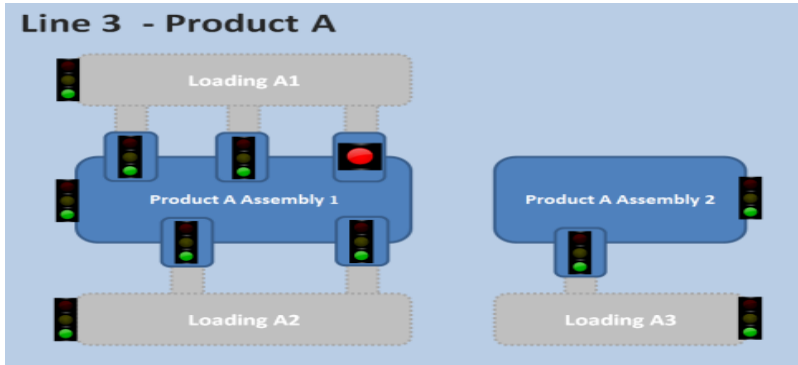 Line 3 - Product A
Loading A1
Product A Assembly 1
Product A Assembly 2
Loading A2
Loading A3